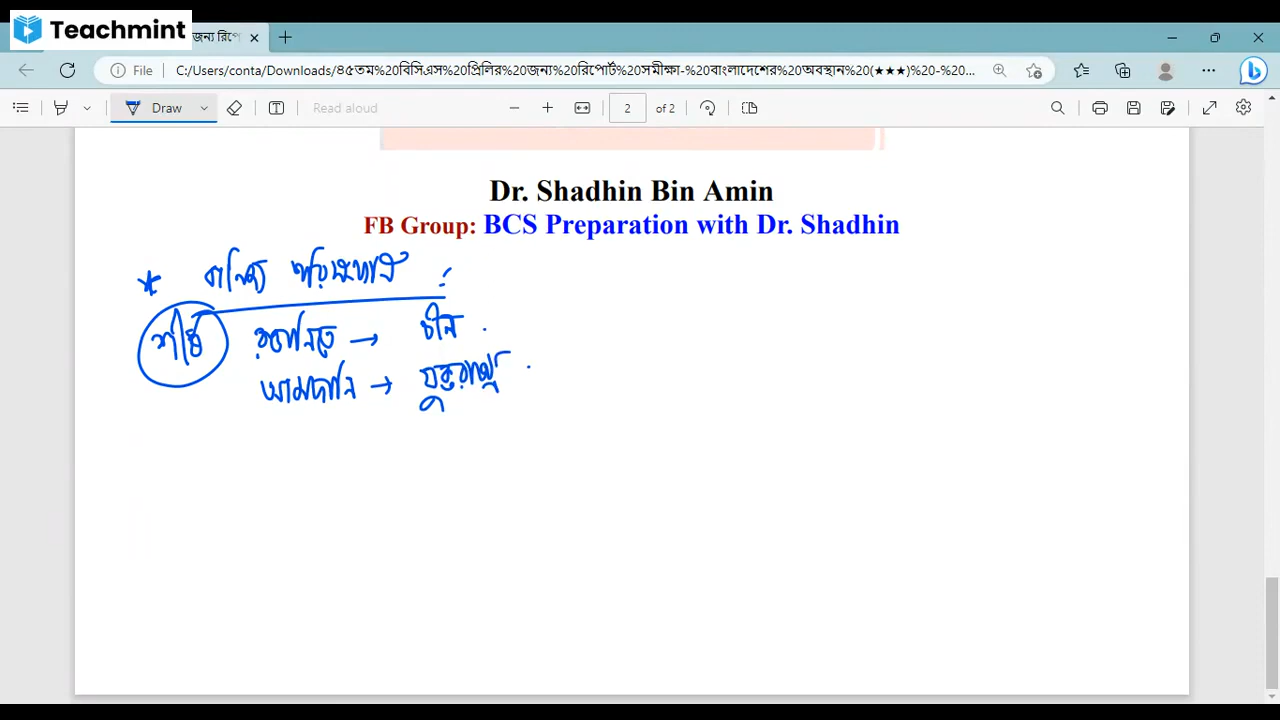 Teachmint
জন্য রিপো
File C:/Users/conta/Downloads/৪৫তম%20বিসিএস%20প্রিলির%20জন্য%20রিপোর্ট%20সমীক্ষা-%20বাংলাদেশের%20অবস্থান%20(★★★)%20-%20...
Draw Read aloud 2 of 2
Dr. Shadhin Bin Amin
FB Group: BCS Preparation with Dr. Shadhin
* বানিজ্য পরিসংখ্যান :
শীর্ষ রপ্তানিতে → চীন
আমদানি → যুক্তরাষ্ট্র